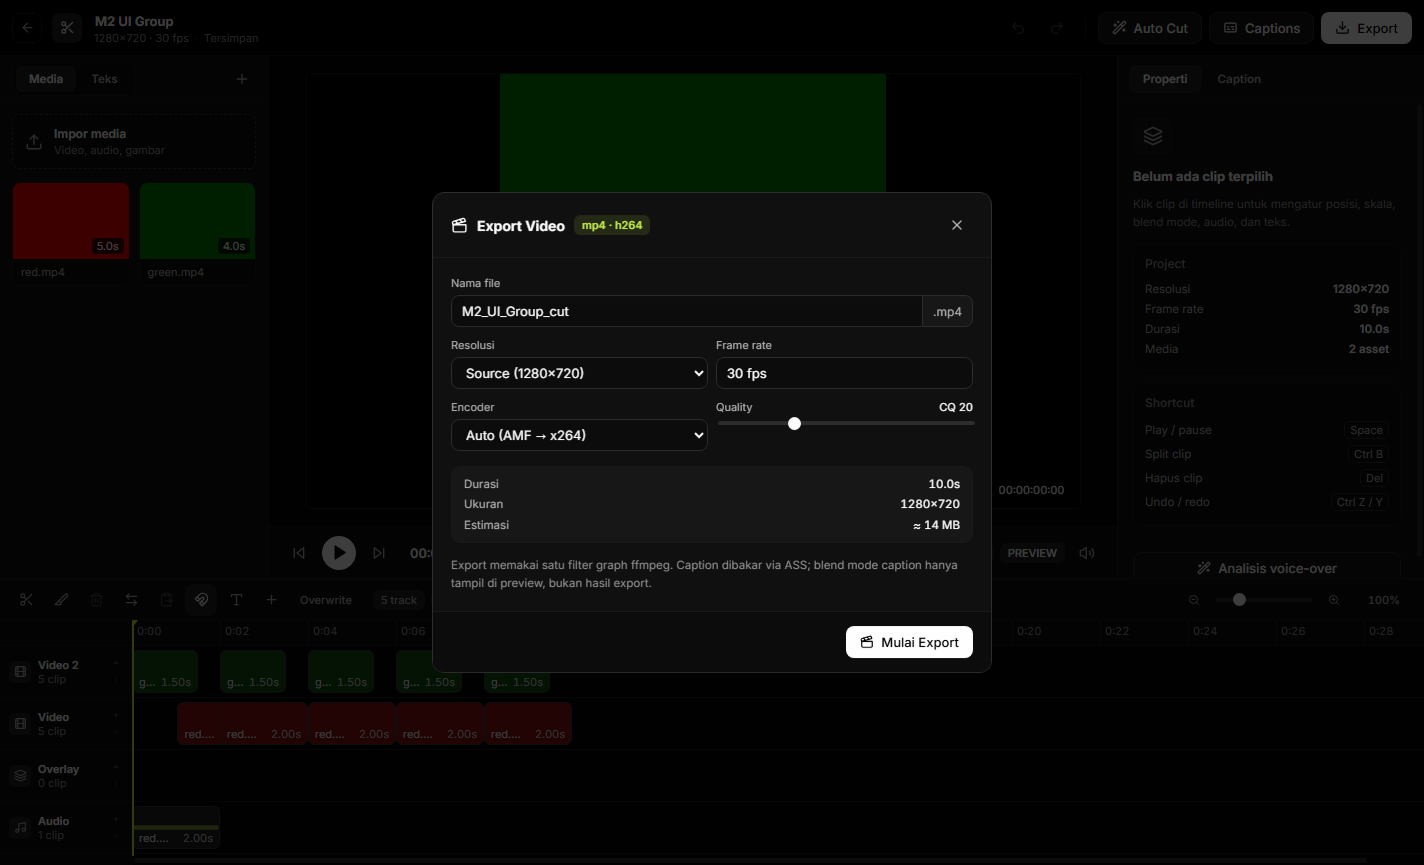 M2 UI Group
1280×720 · 30 fps Tersimpan
Auto Cut
Captions
Export
Media Teks
Impor media
Video, audio, gambar
5.0s
4.0s
red.mp4
green.mp4
Properti Caption
Belum ada clip terpilih
Klik clip di timeline untuk mengatur posisi, skala,
blend mode, audio, dan teks.
Project
Resolusi 1280×720
Frame rate 30 fps
Durasi 10.0s
Media 2 asset
Shortcut
Play / pause Space
Split clip Ctrl B
Hapus clip Del
Undo / redo Ctrl Z / Y
Analisis voice-over
Export Video mp4 · h264
Nama file
M2_UI_Group_cut .mp4
Resolusi Frame rate
Source (1280×720) 30 fps
Encoder Quality CQ 20
Auto (AMF → x264)
Durasi 10.0s
Ukuran 1280×720
Estimasi ≈ 14 MB
Export memakai satu filter graph ffmpeg. Caption dibakar via ASS; blend mode caption hanya
tampil di preview, bukan hasil export.
Mulai Export
00:00:00:00
00:0
PREVIEW
Overwrite 5 track
100%
0:00 0:02 0:04 0:06 0:20 0:22 0:24 0:26 0:28
Video 2
5 clip
g... 1.50s g... 1.50s g... 1.50s g... 1.50s g... 1.50s
Video
5 clip
red.... red.... 2.00s red.... 2.00s red.... 2.00s red.... 2.00s
Overlay
0 clip
Audio
1 clip
red.... 2.00s